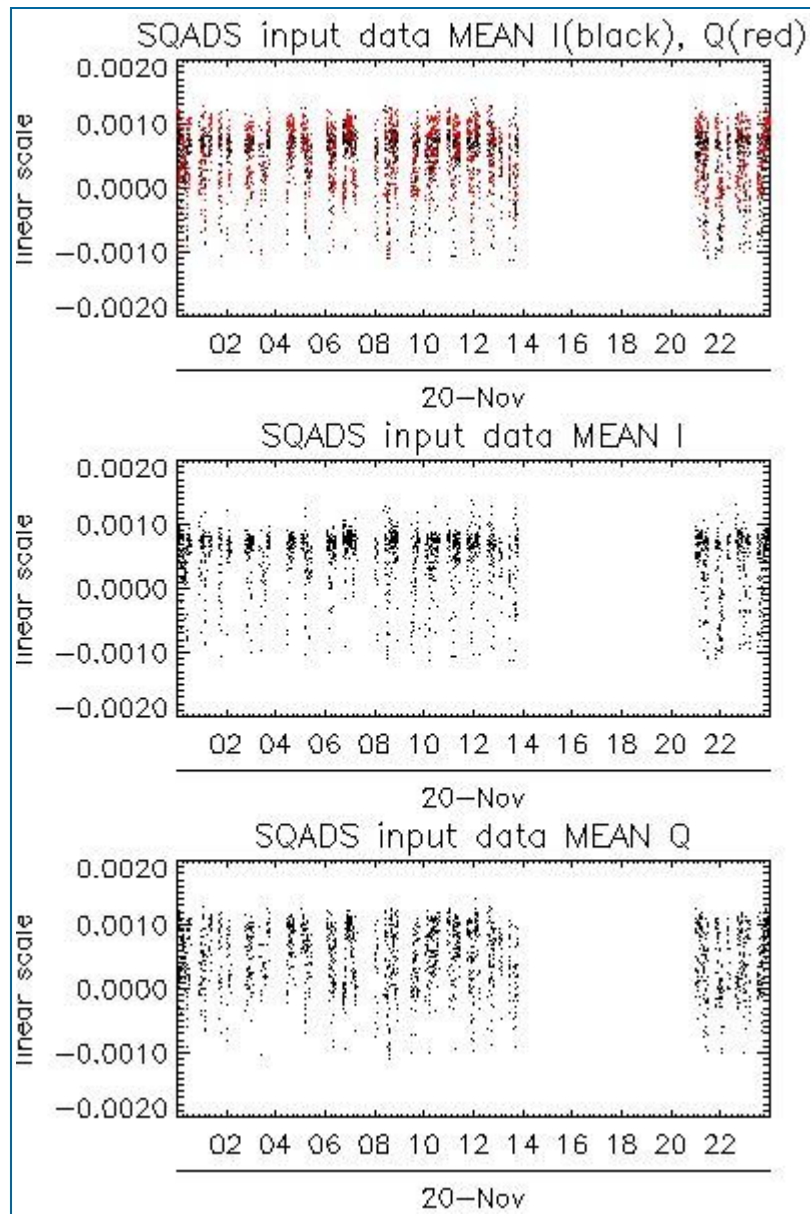 SQADS input data MEAN I(black), Q(red)
0.0020
0.0010
0.0000
-0.0010
-0.0020
linear scale
02 04 06 08 10 12 14 16 18 20 22
20-Nov
SQADS input data MEAN I
0.0020
0.0010
0.0000
-0.0010
-0.0020
linear scale
02 04 06 08 10 12 14 16 18 20 22
20-Nov
SQADS input data MEAN Q
0.0020
0.0010
0.0000
-0.0010
-0.0020
linear scale
02 04 06 08 10 12 14 16 18 20 22
20-Nov